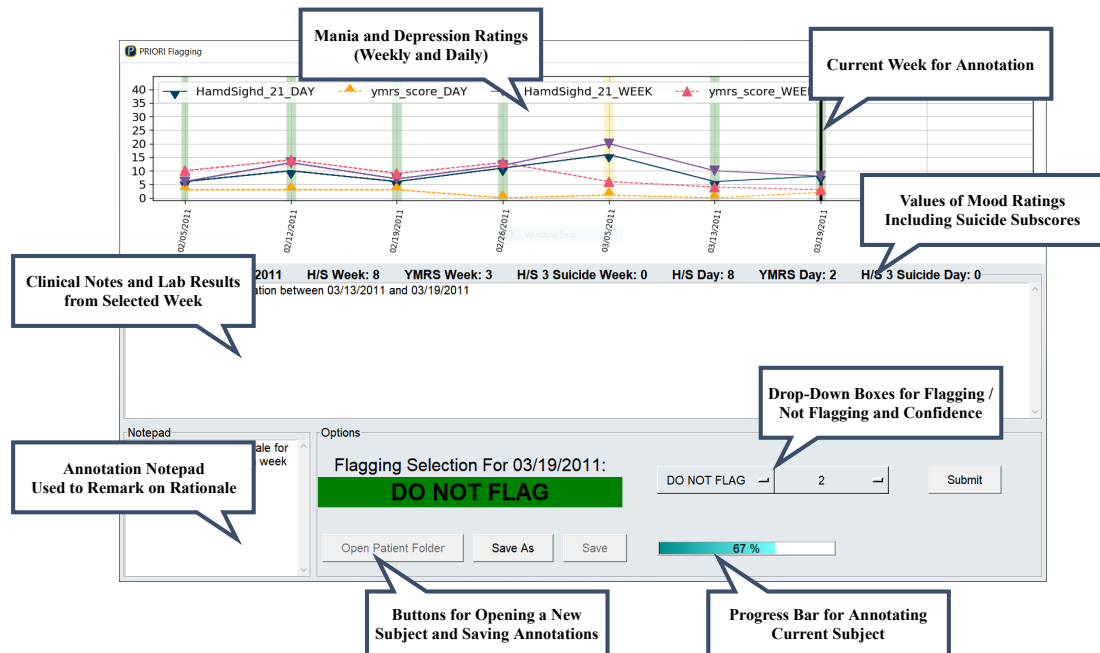 Mania and Depression Ratings
(Weekly and Daily)
Current Week for Annotation
PRIORI Flagging
HamdSighd_21_DAY ymrs_score_DAY HamdSighd_21_WEEK ymrs_score_WEE
40
35
30
25
20
15
10
5
0
02/05/2011 02/12/2011 02/19/2011 02/26/2011 03/05/2011 03/13/2011 03/19/2011
Window Snip
Values of Mood Ratings
Including Suicide Subscores
Clinical Notes and Lab Results
from Selected Week
2011 H/S Week: 8 YMRS Week: 3 H/S 3 Suicide Week: 0 H/S Day: 8 YMRS Day: 2 H/S 3 Suicide Day: 0
ation between 03/13/2011 and 03/19/2011
Drop-Down Boxes for Flagging /
Not Flagging and Confidence
Notepad
Options
ale for
week
Annotation Notepad
Used to Remark on Rationale
Flagging Selection For 03/19/2011:
DO NOT FLAG
DO NOT FLAG 2 Submit
Open Patient Folder Save As Save 67 %
Buttons for Opening a New
Subject and Saving Annotations
Progress Bar for Annotating
Current Subject